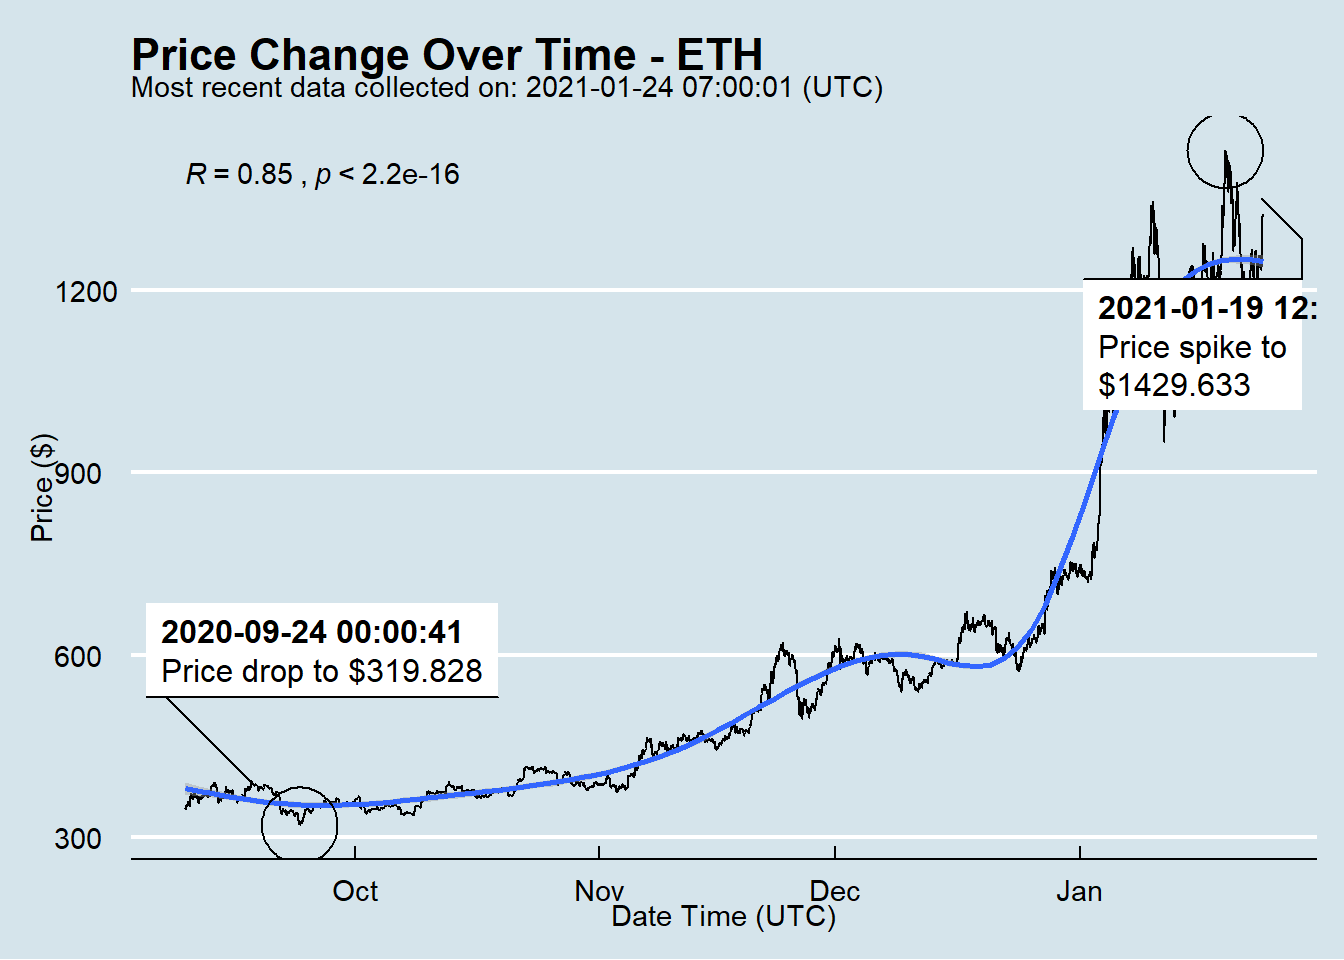 Price Change Over Time - ETH
Most recent data collected on: 2021-01-24 07:00:01 (UTC)
R = 0.85 , p < 2.2e-16
1200
2021-01-19 12:
Price spike to
$1429.633
Price ($)
900
2020-09-24 00:00:41
Price drop to $319.828
600
300
Oct Nov Dec Jan
Date Time (UTC)